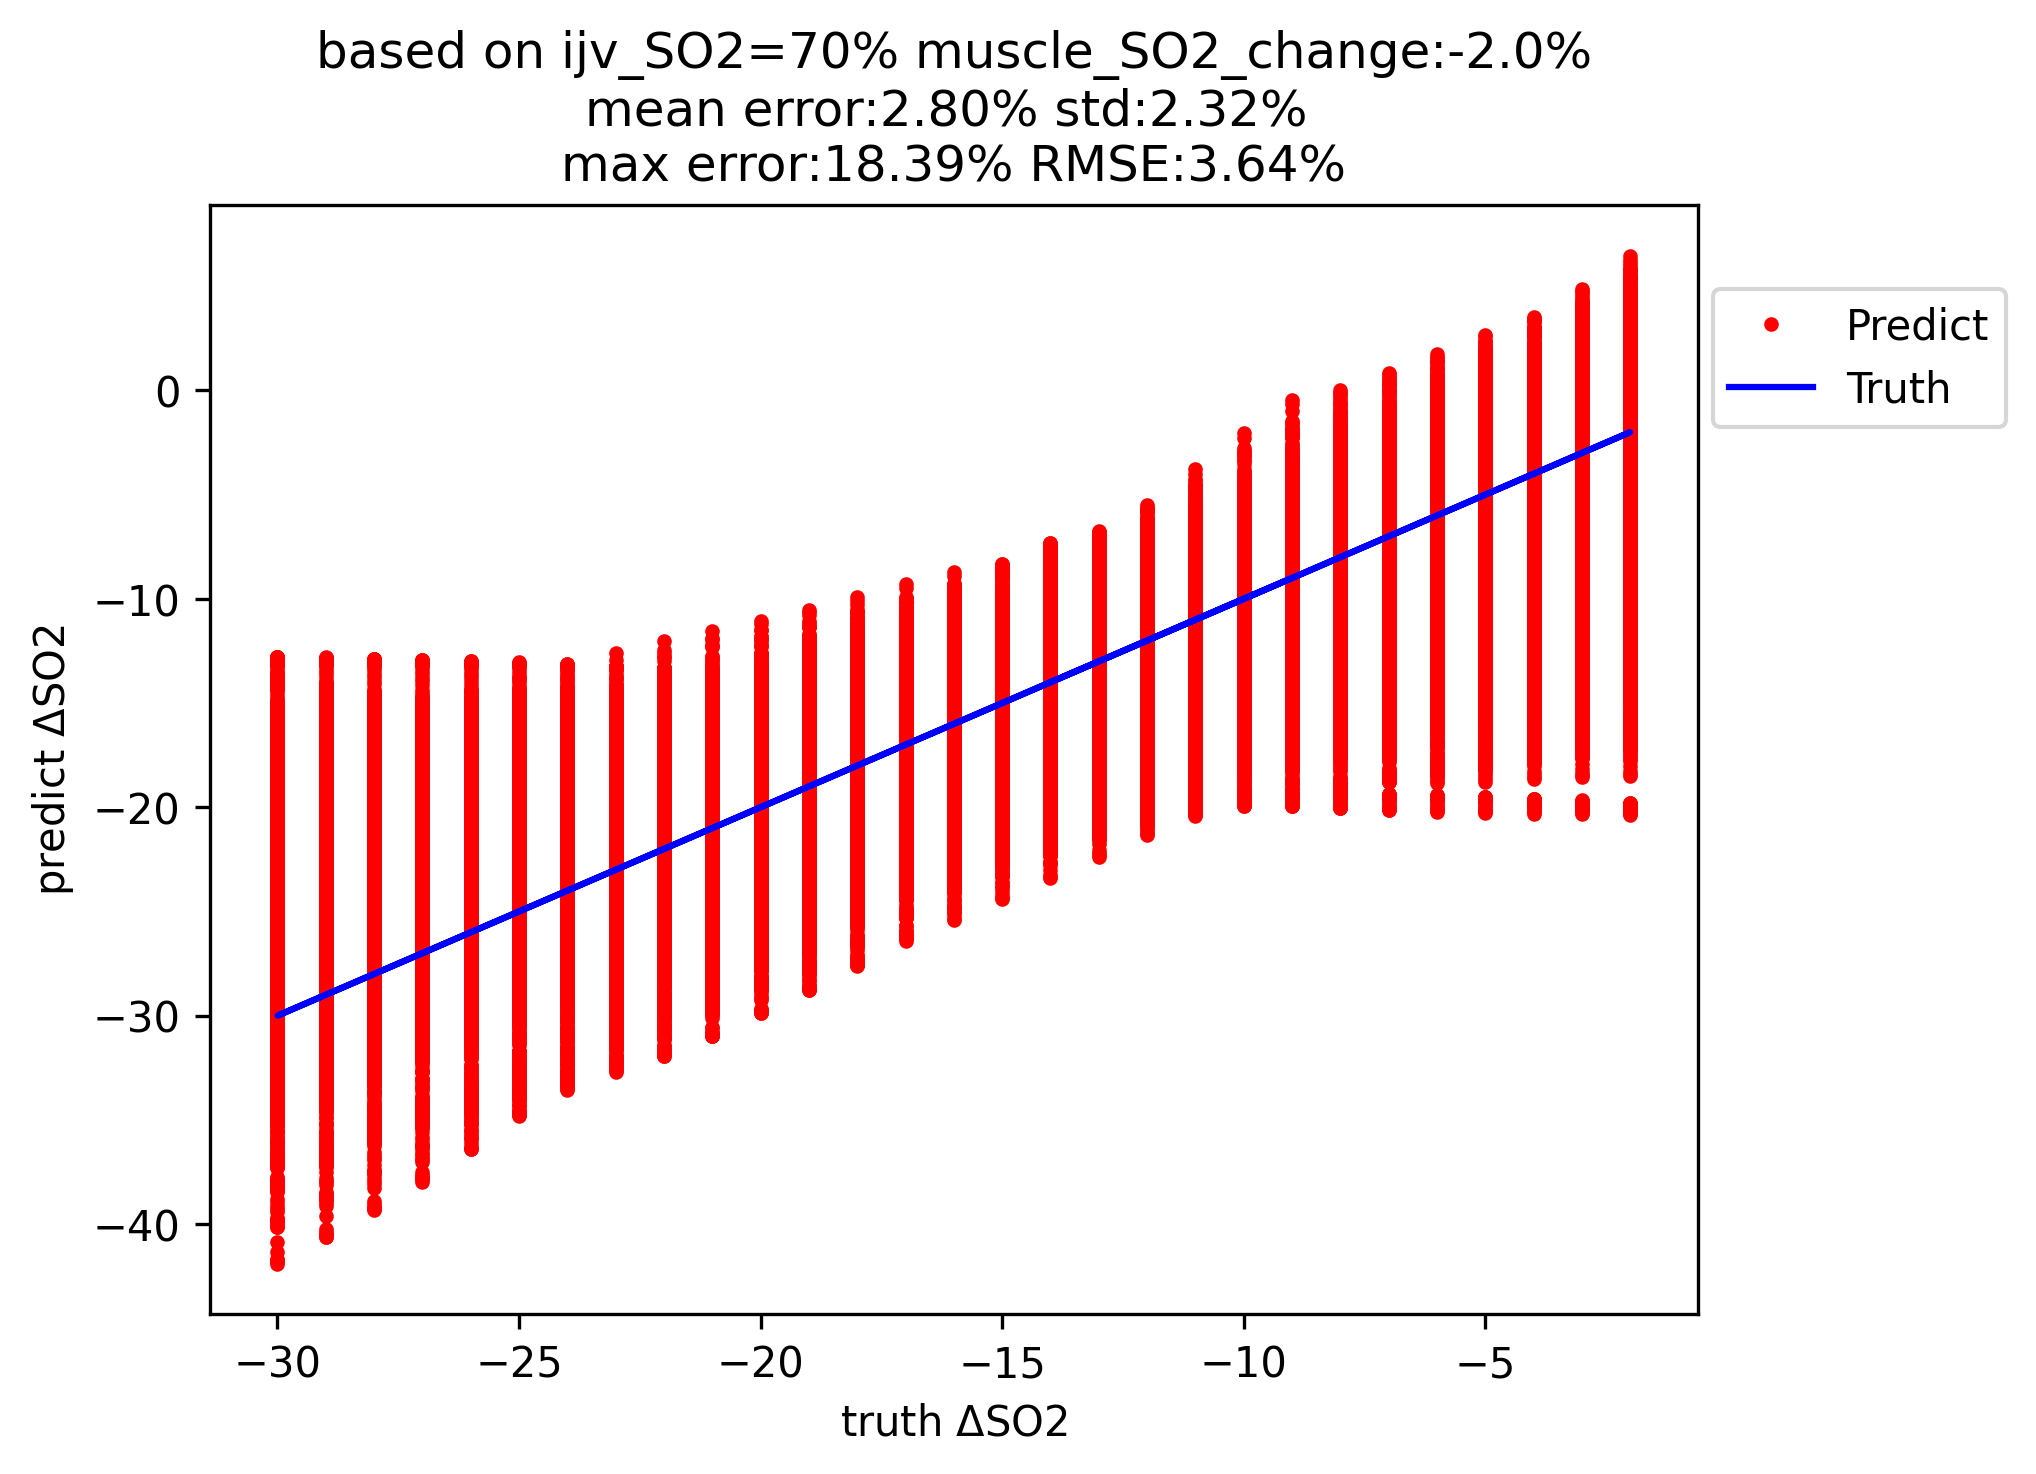 based on ijv_SO2=70% muscle_SO2_change:-2.0%
mean error:2.80% std:2.32%
max error:18.39% RMSE:3.64%
Predict
Truth
0
−10
−20
−30
−40
predict ΔSO2
−30
−25
−20
−15
−10
−5
truth ΔSO2